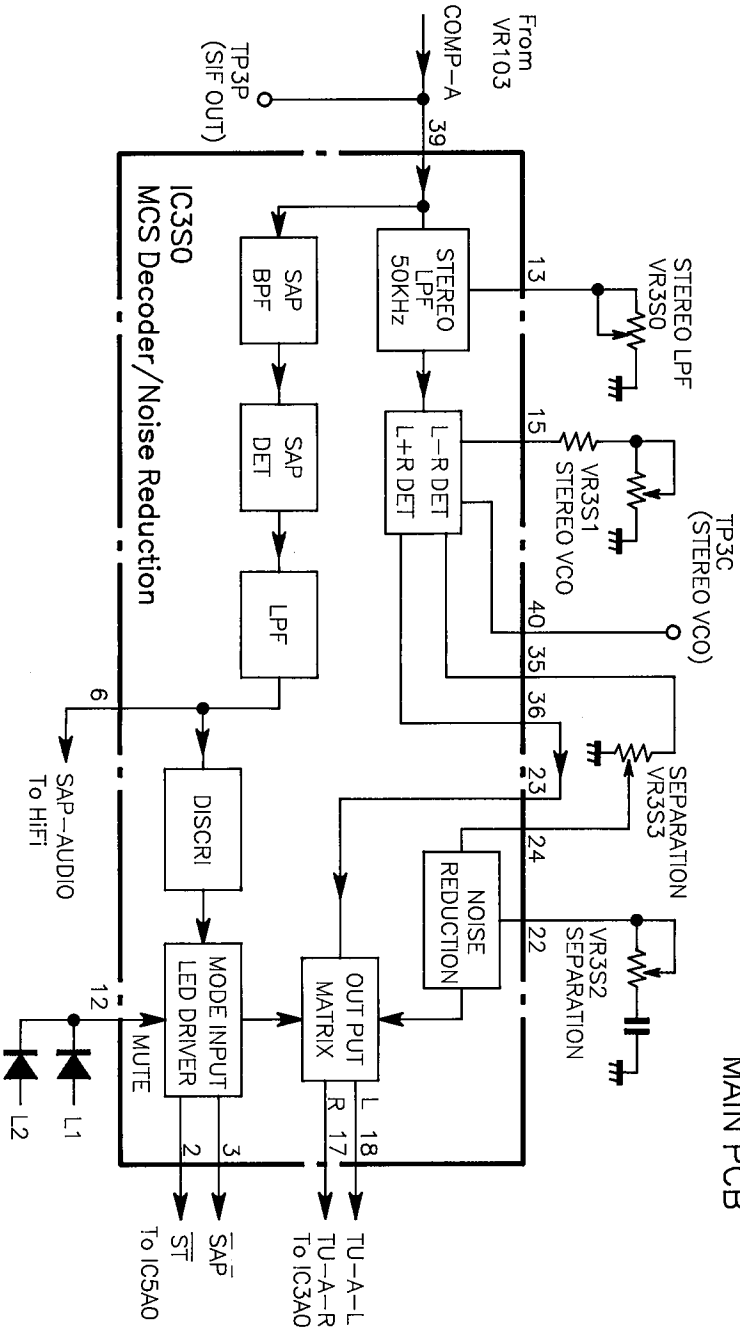 MAIN PCB
From
VR103
COMP-A
TP3P
(SIF OUT)
39
STEREO LPF
VR3S0
13
VR3S1
STEREO VCO
15
TP3C
(STEREO VCO)
40
35
36
SEPARATION
VR3S3
23
24
VR3S2
SEPARATION
22
STEREO
LPF
50KHz
L-R DET
L+R DET
NOISE
REDUCTION
SAP
BPF
SAP
DET
LPF
DISCRI
OUT PUT
MATRIX
MODE INPUT
LED DRIVER
MUTE
IC3S0
MCS Decoder/Noise Reduction
6
SAP-AUDIO
To HiFi
12
L1
L2
L
18
TU-A-L
R
17
TU-A-R
To IC3A0
3
SAP
2
ST
To IC5A0